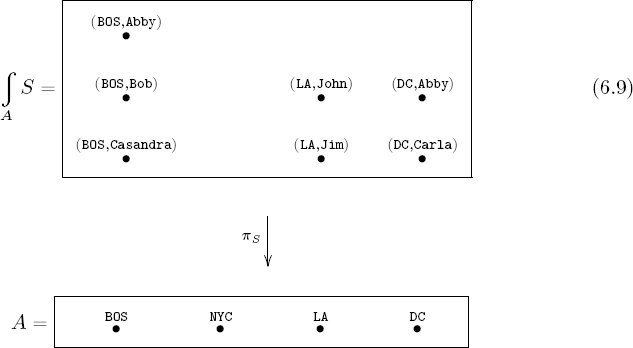 (BOS,Abby)
(BOS,Bob) (LA,John) (DC,Abby)
∫_A S = (6.9)
(BOS,Casandra) (LA,Jim) (DC,Carla)
π_S
BOS NYC LA DC
A =